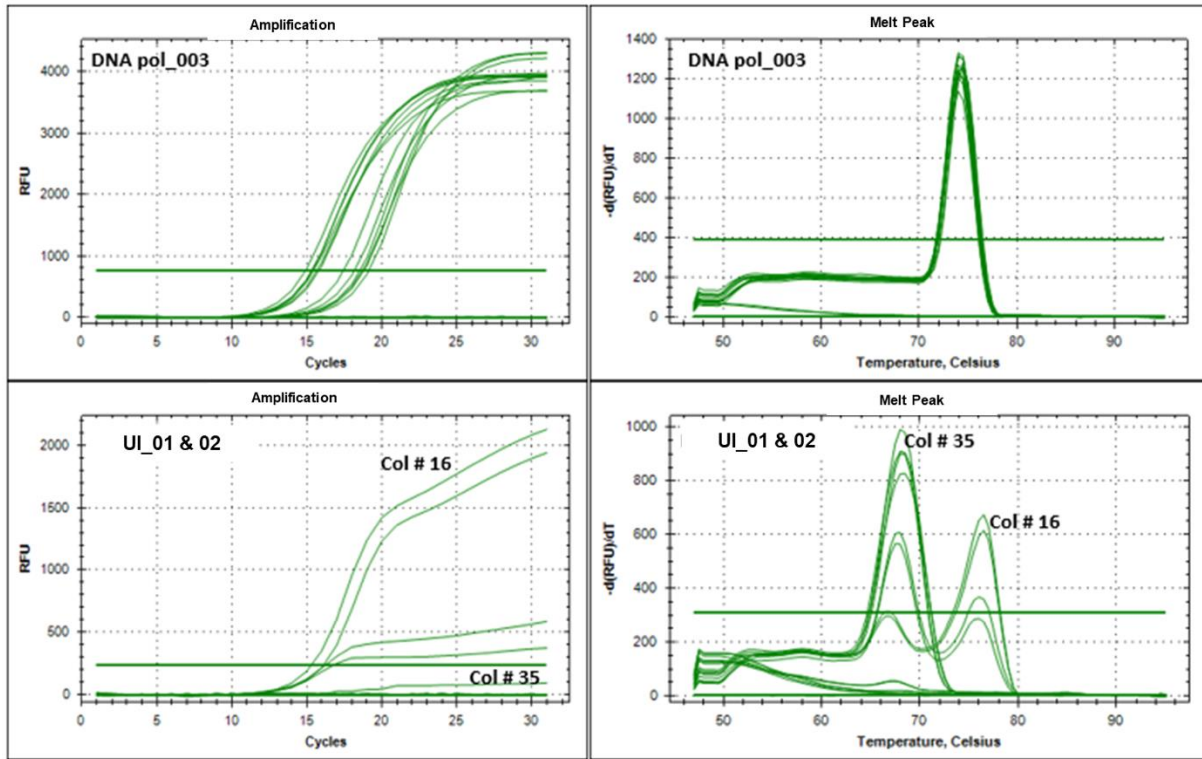 Amplification
DNA pol_003
RFU
4000
3000
2000
1000
0
0 5 10 15 20 25 30
Cycles
Melt Peak
DNA pol_003
-d(RFU)/dT
1400
1200
1000
800
600
400
200
0
50 60 70 80 90
Temperature, Celsius
Amplification
UI_01 & 02
Col # 16
Col # 35
RFU
2000
1500
1000
500
0
0 5 10 15 20 25 30
Cycles
Melt Peak
UI_01 & 02
Col # 35
Col # 16
-d(RFU)/dT
1000
800
600
400
200
0
50 60 70 80 90
Temperature, Celsius